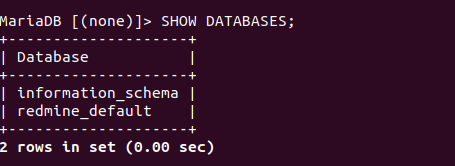 MariaDB [(none)]> SHOW DATABASES;
+--------------------+
| Database           |
+--------------------+
| information_schema |
| redmine_default    |
+--------------------+
2 rows in set (0.00 sec)